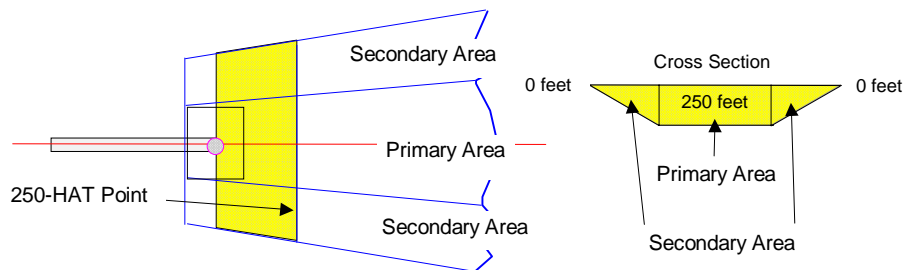 Secondary Area
Primary Area
250-HAT Point
Secondary Area
Cross Section
0 feet
250 feet
0 feet
Primary Area
Secondary Area